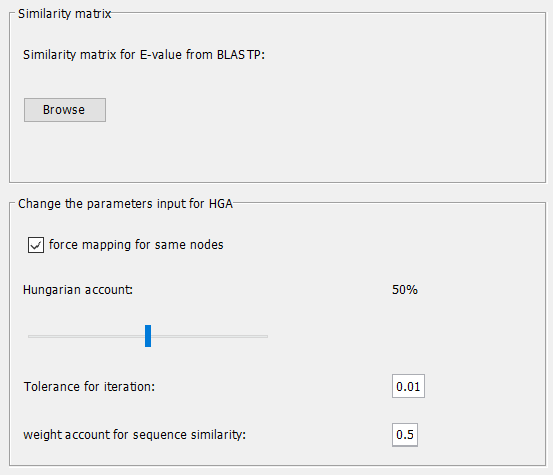 Similarity matrix
Similarity matrix for E-value from BLASTP:
Browse
Change the parameters input for HGA
force mapping for same nodes
Hungarian account: 50%
Tolerance for iteration: 0.01
weight account for sequence similarity: 0.5